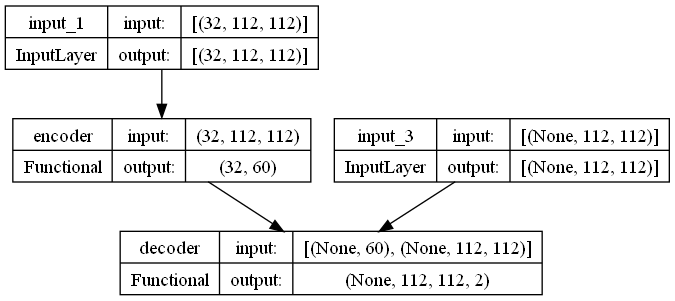 input_1 input: [(32, 112, 112)]
InputLayer output: [(32, 112, 112)]
encoder input: (32, 112, 112)
Functional output: (32, 60)
input_3 input: [(None, 112, 112)]
InputLayer output: [(None, 112, 112)]
decoder input: [(None, 60), (None, 112, 112)]
Functional output: (None, 112, 112, 2)